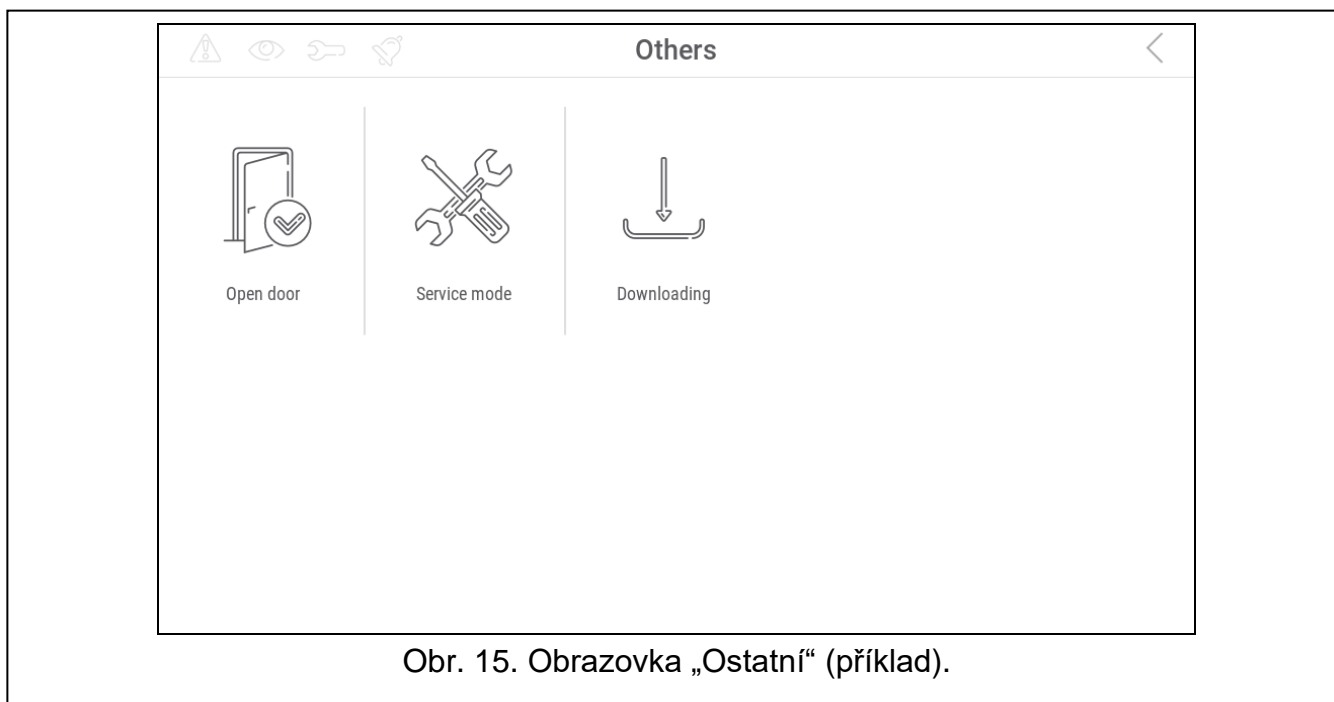 Others
Open door
Service mode
Downloading
Obr. 15. Obrazovka „Ostatní“ (příklad).